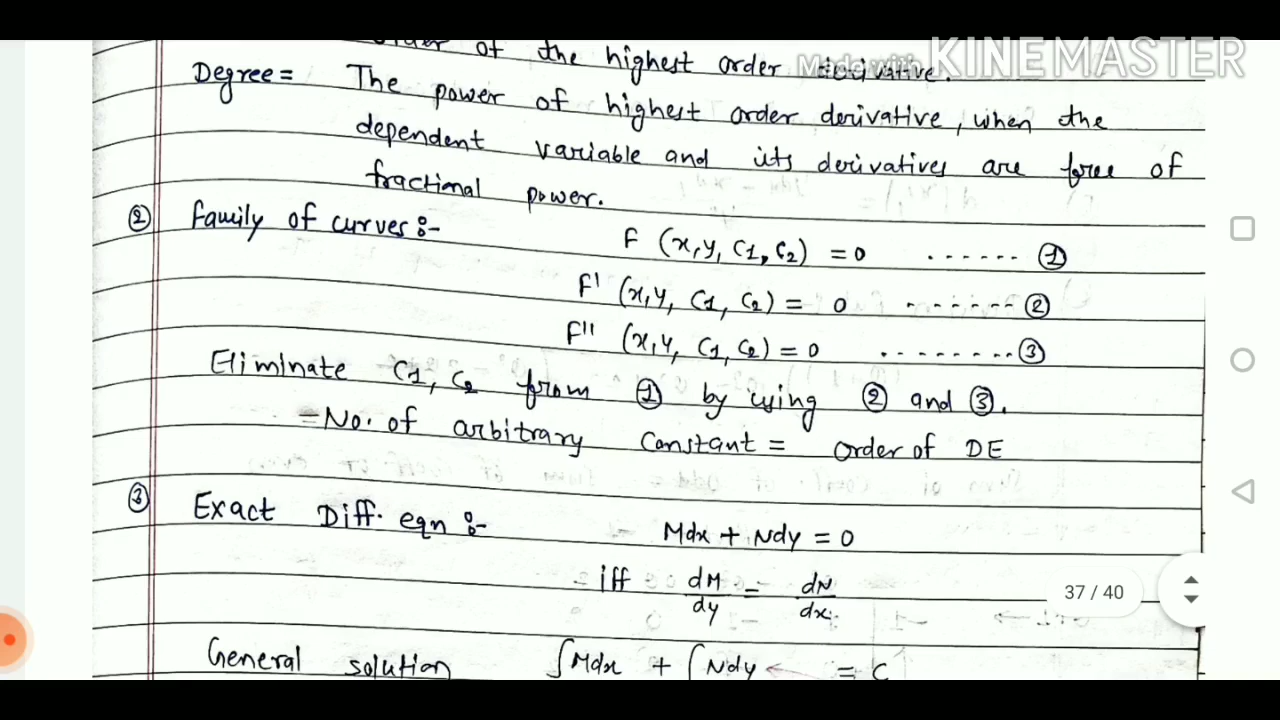 order of the highest order derivative.
Made with KINEMASTER
Degree = The power of highest order derivative, when the
dependent variable and its derivatives are free of
fractional power.
② Family of curves :-
F (x, y, C1, C2) = 0 ...... ①
F' (x, y, C1, C2) = 0 ....... ②
F'' (x, y, C1, C2) = 0 ........ ③
Eliminate C1, C2 from ① by using ② and ③.
=No. of arbitrary constant = order of DE
③ Exact Diff. eqn :- Mdx + Ndy = 0
iff dM/dy = dN/dx
37 / 40
General solution ∫Mdx + ∫Ndy = C